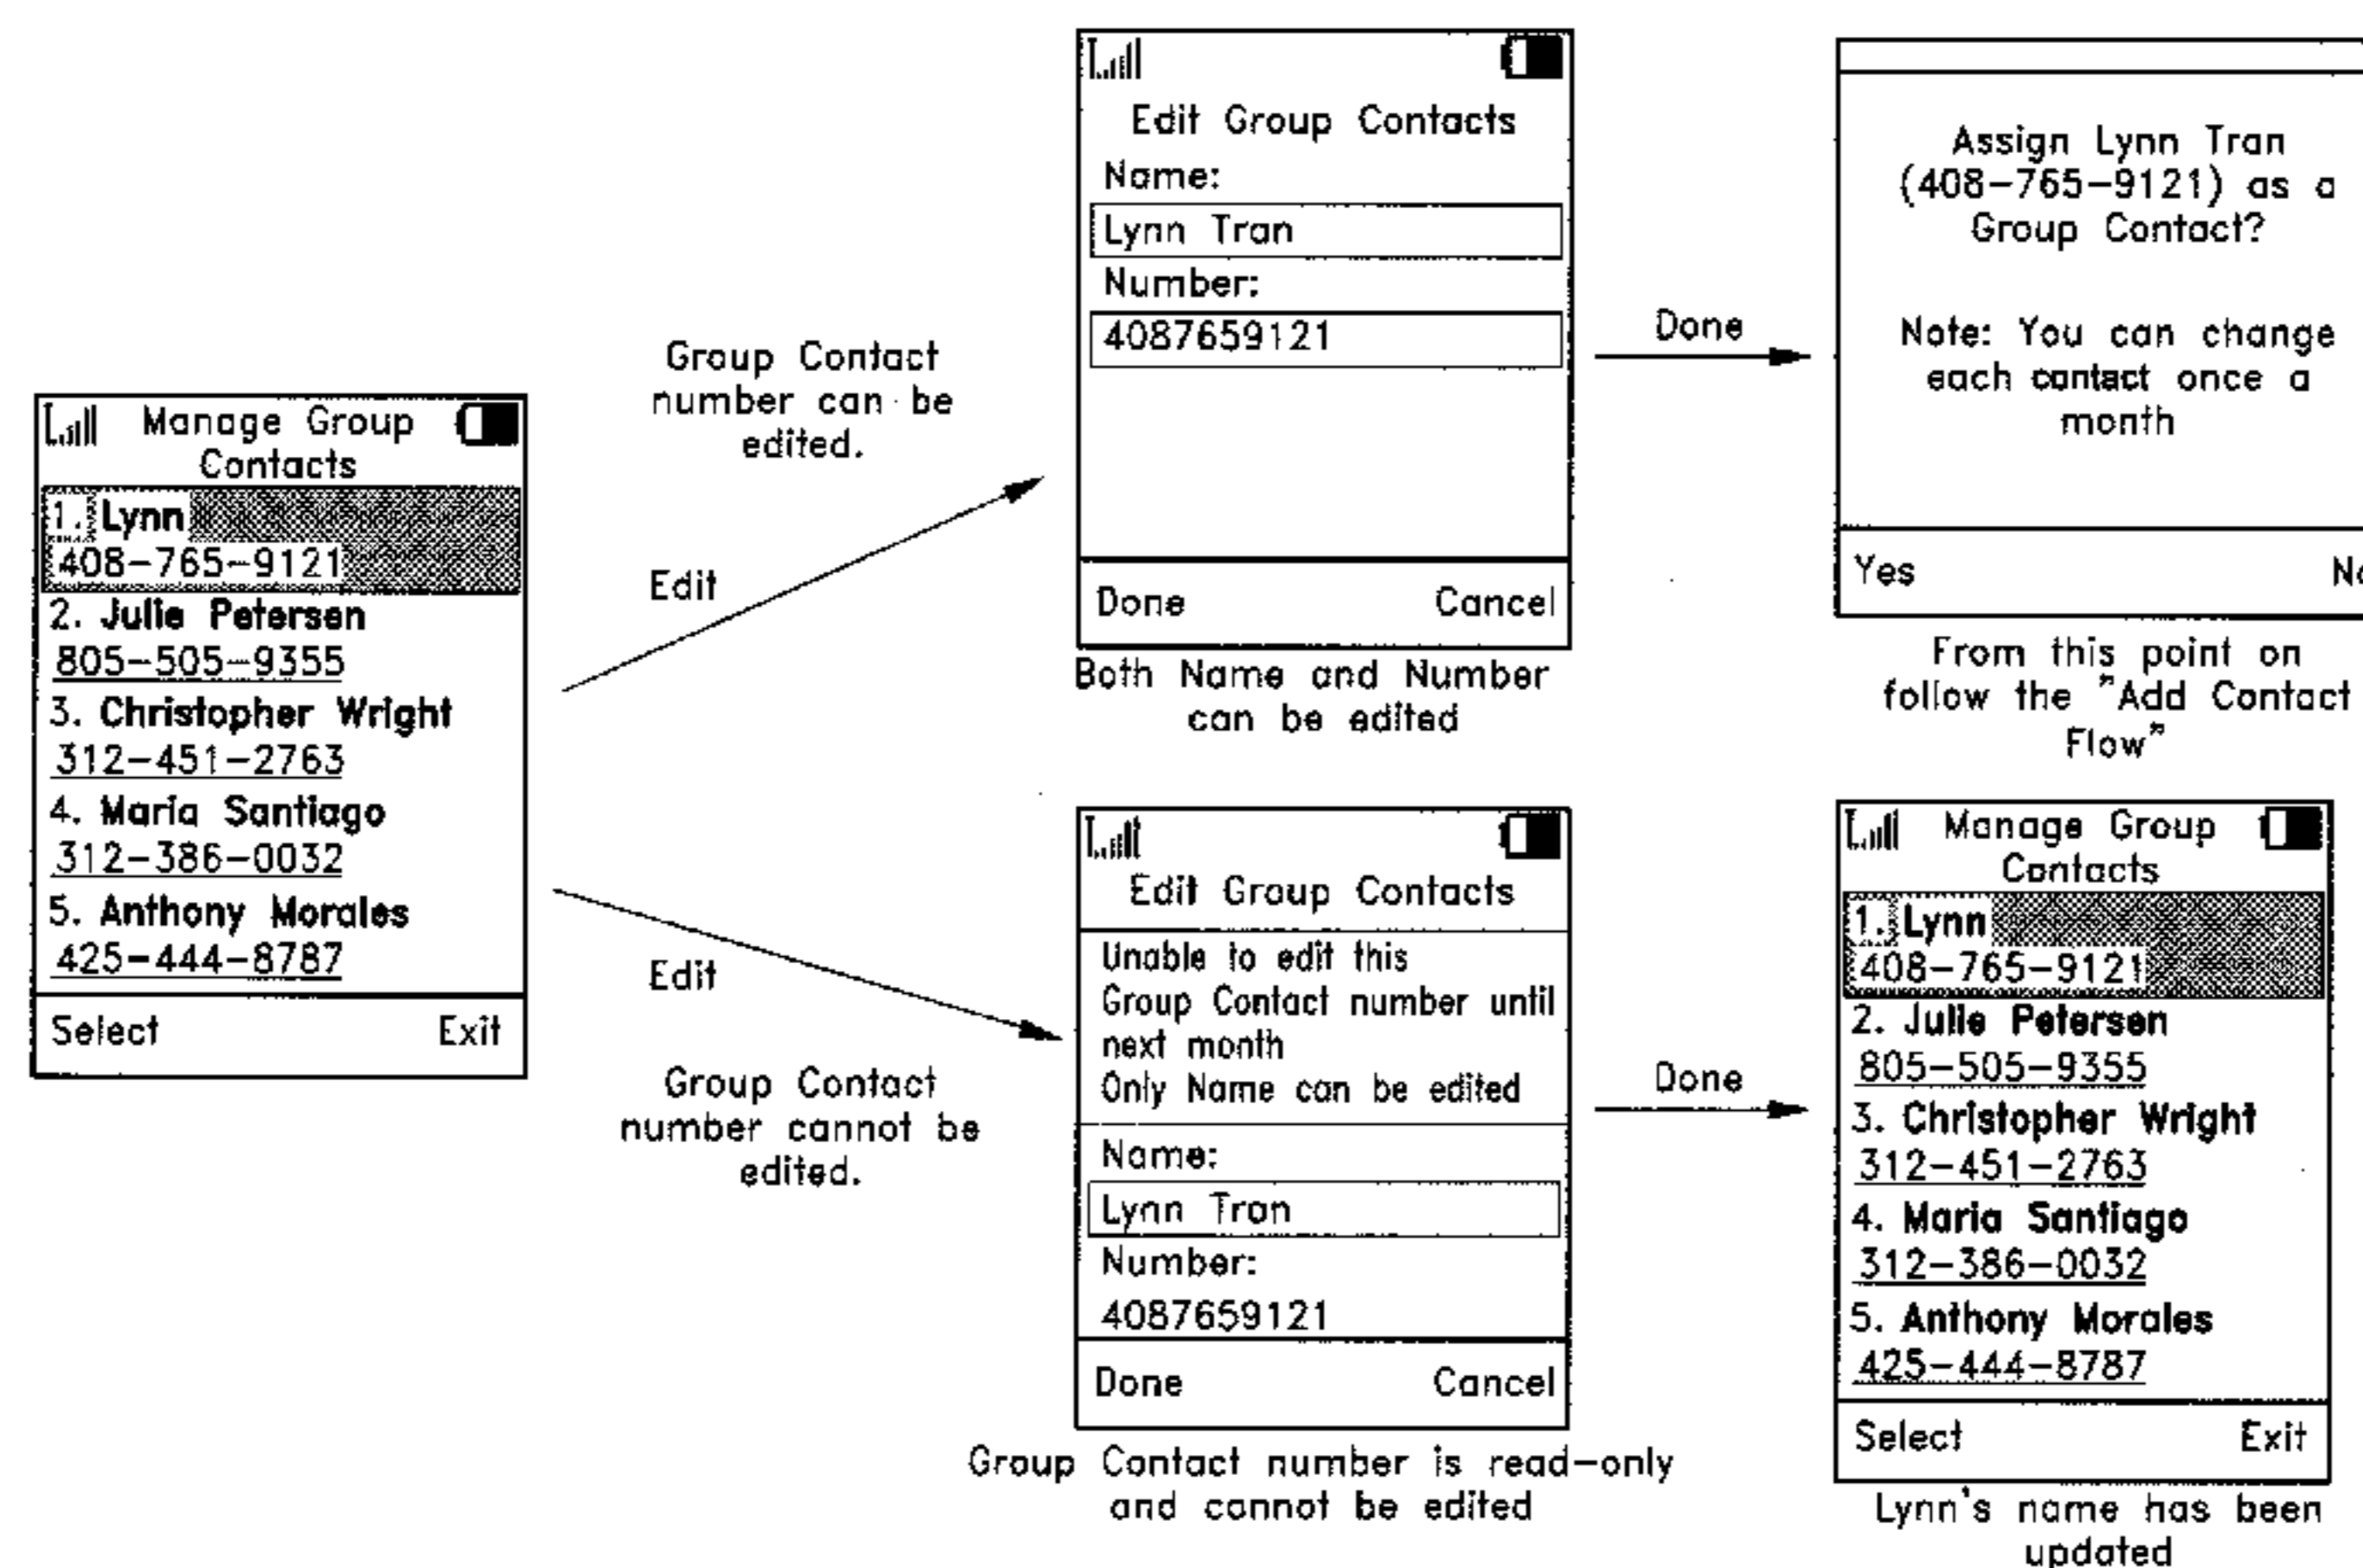 Manage Group
Contacts
1. Lynn
408-765-9121
2. Julie Petersen
805-505-9355
3. Christopher Wright
312-451-2763
4. Maria Santiago
312-386-0032
5. Anthony Morales
425-444-8787
Select Exit
Group Contact
number can be
edited.
Edit
Edit
Group Contact
number cannot be
edited.
Edit Group Contacts
Name:
Lynn Tran
Number:
4087659121
Done Cancel
Both Name and Number
can be edited
Done
Assign Lynn Tran
(408-765-9121) as a
Group Contact?
Note: You can change
each contact once a
month
Yes
From this point on
follow the "Add Contact
Flow"
Edit Group Contacts
Unable to edit this
Group Contact number until
next month
Only Name can be edited
Name:
Lynn Tran
Number:
4087659121
Done Cancel
Group Contact number is read-only
and cannot be edited
Done
Manage Group
Contacts
1. Lynn
408-765-9121
2. Julie Petersen
805-505-9355
3. Christopher Wright
312-451-2763
4. Maria Santiago
312-386-0032
5. Anthony Morales
425-444-8787
Select Exit
Lynn's name has been
updated